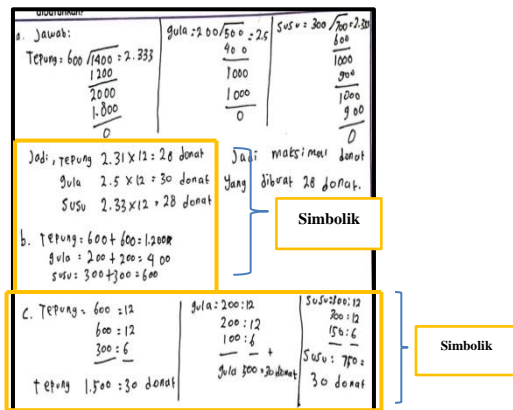 dibutuhkan?
a. Jawab:
Tepung = 600 /1400 = 2.333
1200
2000
1.800
0
gula = 200/500 = 2.5
400
1000
1000
0
susu = 300 /700 = 2.33
600
1000
900
1000
900
0
Jadi, Tepung 2.31 x 12 = 28 donat
gula 2.5 x 12 = 30 donat
susu 2.33 x 12 = 28 donat
Jadi maksimal donat
yang dibuat 28 donat.
Simbolik
b. Tepung = 600 + 600 = 1.200
gula = 200 + 200 = 400
susu = 300 + 300 = 600
c. Tepung = 600 = 12
600 = 12
300 = 6
tepung 1.500 = 30 donat
gula = 200 : 12
200 : 12
100 : 6
+
gula 500 = 30 donat
susu = 300 : 12
300 : 12
150 : 6
susu : 750 =
30 donat
Simbolik